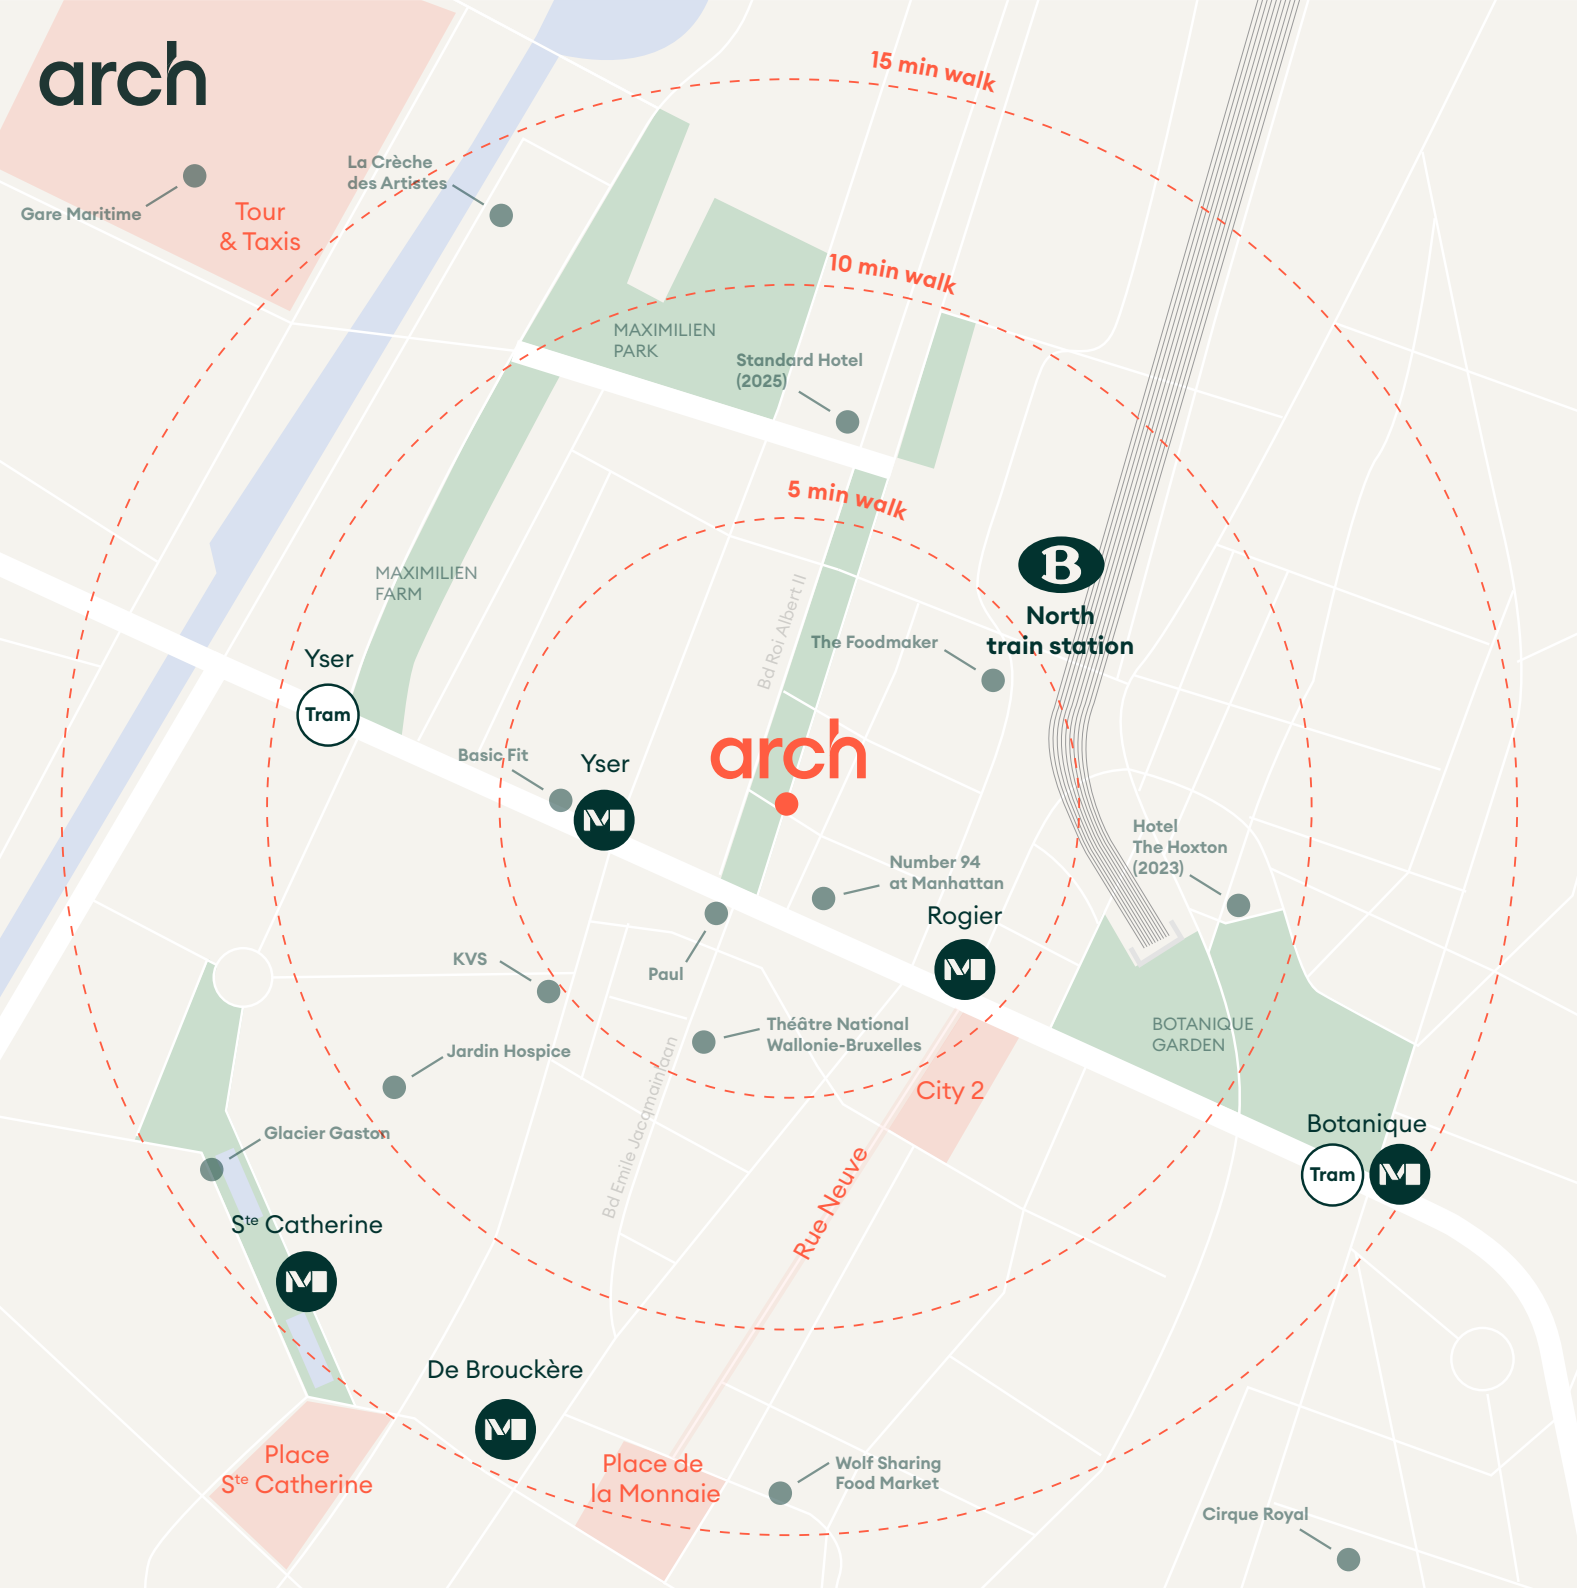 arch
15 min walk
La Crèche
des Artistes
Gare Maritime
Tour
& Taxis
10 min walk
MAXIMILIEN
PARK
Standard Hotel
(2025)
5 min walk
MAXIMILIEN
FARM
B
North
train station
Bd Roi Albert II
The Foodmaker
Yser
Tram
arch
Basic Fit
Yser
M
Hotel
The Hoxton
(2023)
Number 94
at Manhattan
Rogier
M
Paul
KVS
Théâtre National
Wallonie-Bruxelles
BOTANIQUE
GARDEN
Jardin Hospice
Bd Emile Jacqmainlaan
City 2
Glacier Gaston
Botanique
Tram
M
Rue Neuve
Ste Catherine
M
De Brouckère
M
Place
Ste Catherine
Place de
la Monnaie
Wolf Sharing
Food Market
Cirque Royal